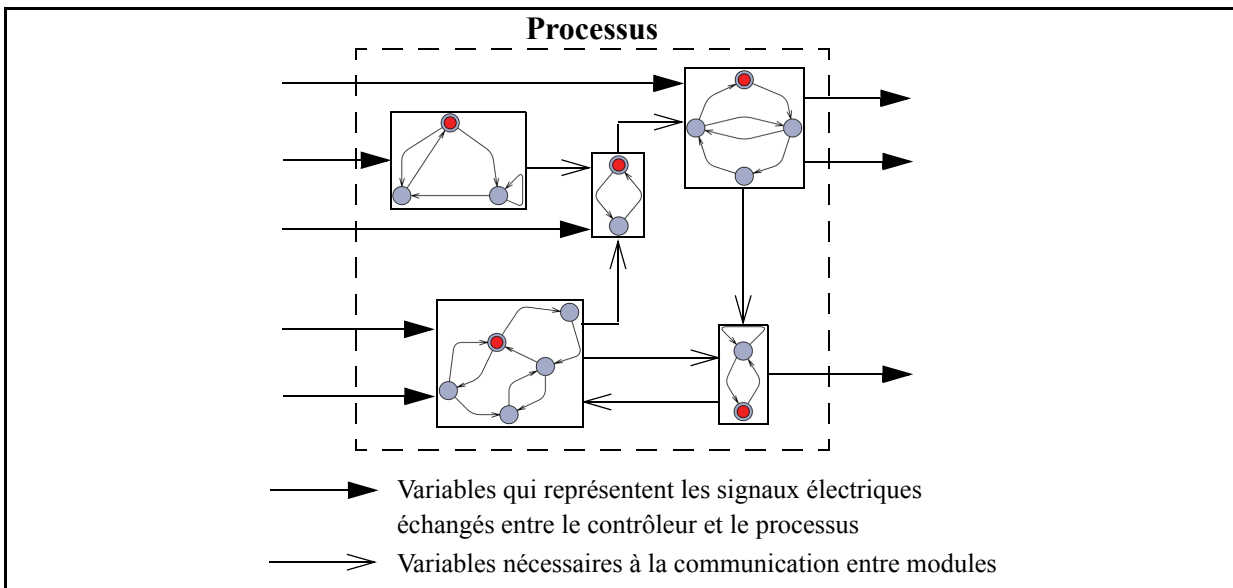 Processus
Variables qui représentent les signaux électriques
échangés entre le contrôleur et le processus
Variables nécessaires à la communication entre modules